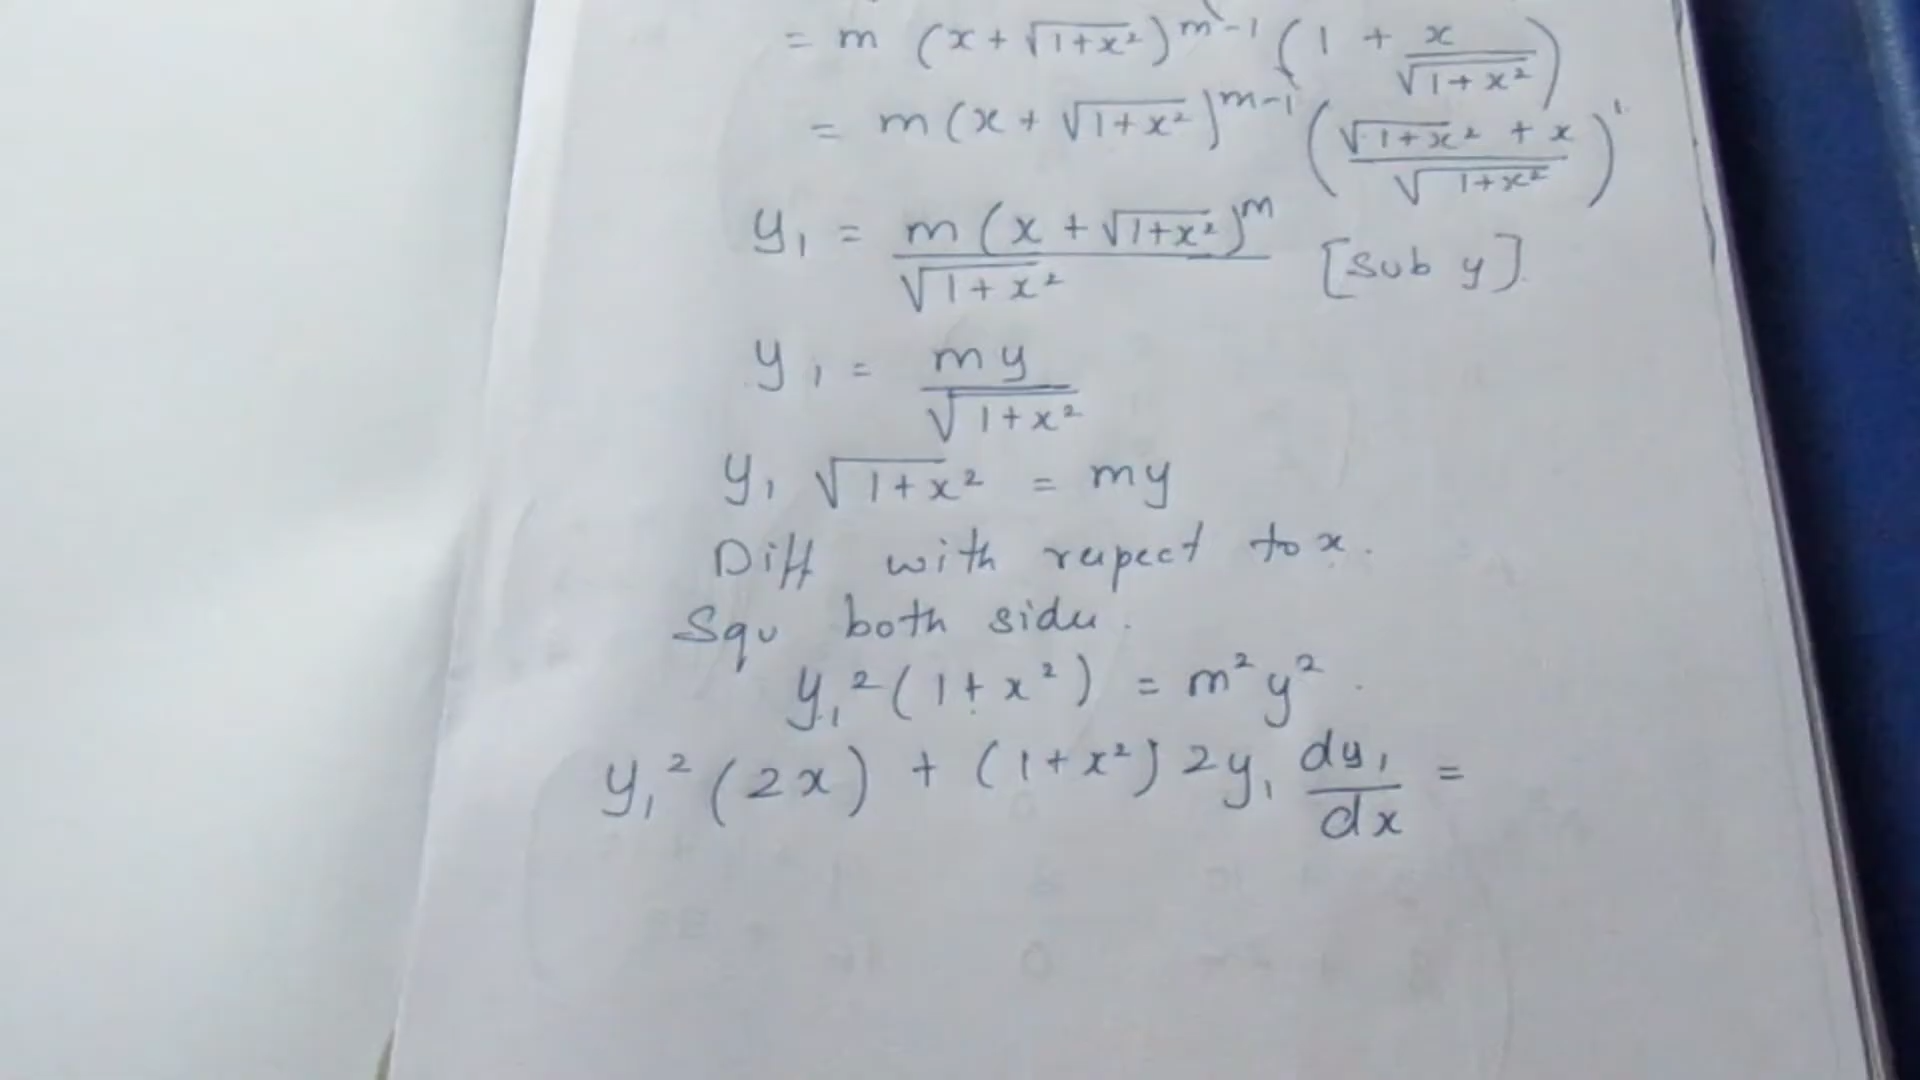 = m (x + √1+x²)^m-1 (1 + x/√1+x²)
= m (x + √1+x²)^m-1 (√1+x² + x / √1+x²)
y₁ = m (x + √1+x²)^m / √1+x² [Sub y]
y₁ = my / √1+x²
y₁ √1+x² = my
Diff with repect to x.
Squ both side.
y₁² (1+x²) = m² y².
y₁² (2x) + (1+x²) 2y₁ dy₁/dx =